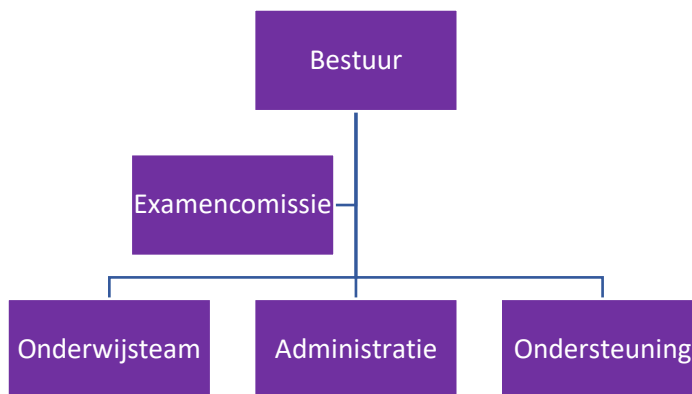 Bestuur
Examencomissie
Onderwijsteam
Administratie
Ondersteuning